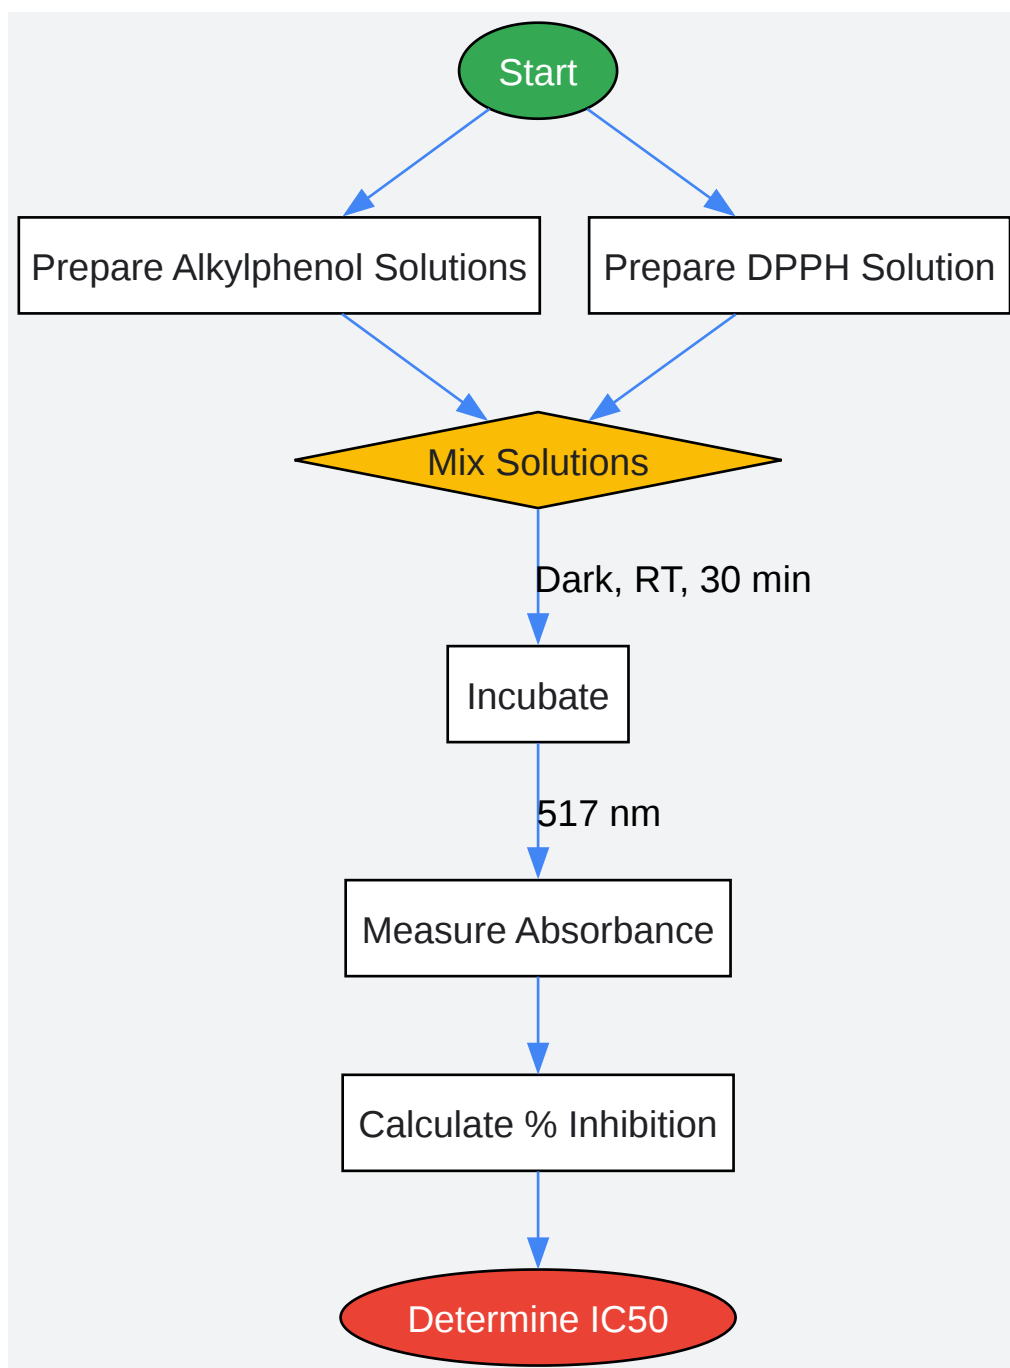 Start
Prepare Alkylphenol Solutions
Prepare DPPH Solution
Mix Solutions
Dark, RT, 30 min
Incubate
517 nm
Measure Absorbance
Calculate % Inhibition
Determine IC50